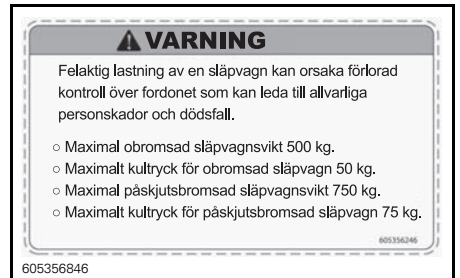 VARNING
Felaktig lastning av en släpvagn kan orsaka förlorad
kontroll över fordonet som kan leda till allvarliga
personskador och dödsfall.
○ Maximal obromsad släpvagnsvikt 500 kg.
○ Maximalt kultryck för obromsad släpvagn 50 kg.
○ Maximal påskjutsbromsad släpvagnsvikt 750 kg.
○ Maximalt kultryck för påskjutsbromsad släpvagn 75 kg.
605356246
605356846